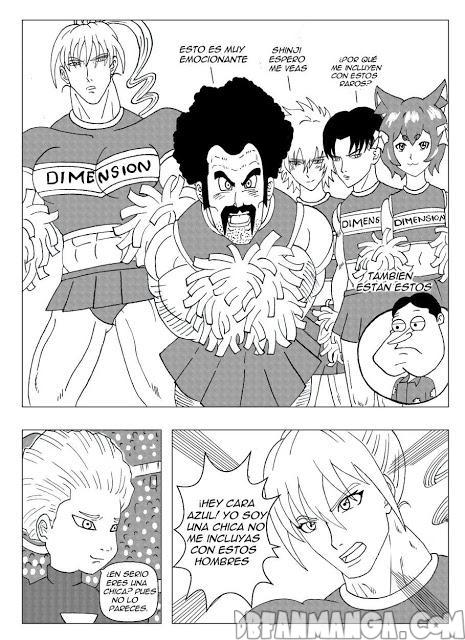 ESTO ES MUY
EMOCIONANTE
SHINJI
ESPERO
ME VEAS
¿POR QUÉ
ME INCLUYEN
CON ESTOS
RAROS?
DIMENSION
DIMENS
DIMENSION
TAMBIEN
ESTAN ESTOS
¡EN SERIO
ERES UNA
CHICA? PUES
NO LO
PARECES.
¡HEY CARA
AZUL! YO SOY
UNA CHICA NO
ME INCLUYAS
CON ESTOS
HOMBRES
DBFANMANGA.COM